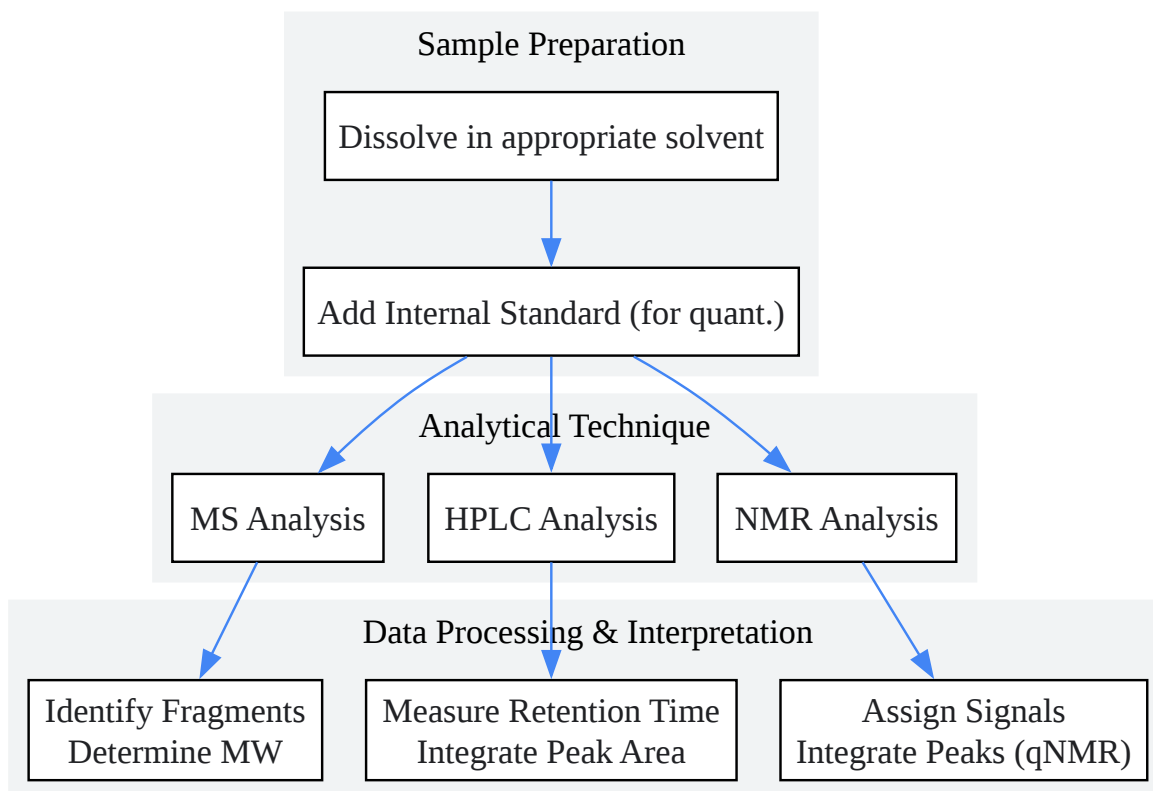 Sample Preparation
Dissolve in appropriate solvent
Add Internal Standard (for quant.)
Analytical Technique
MS Analysis
HPLC Analysis
NMR Analysis
Data Processing & Interpretation
Identify Fragments
Determine MW
Measure Retention Time
Integrate Peak Area
Assign Signals
Integrate Peaks (qNMR)